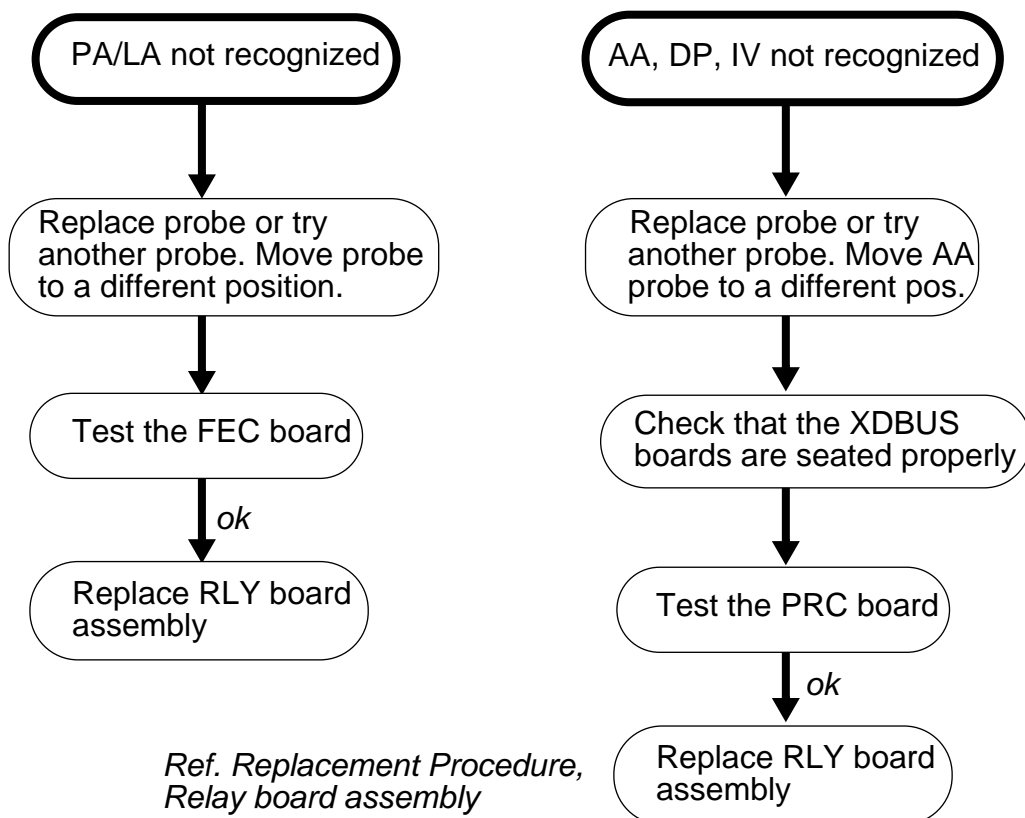 PA/LA not recognized
Replace probe or try
another probe. Move probe
to a different position.
Test the FEC board
ok
Replace RLY board
assembly
AA, DP, IV not recognized
Replace probe or try
another probe. Move AA
probe to a different pos.
Check that the XDBUS
boards are seated properly
Test the PRC board
ok
Replace RLY board
assembly
Ref. Replacement Procedure,
Relay board assembly